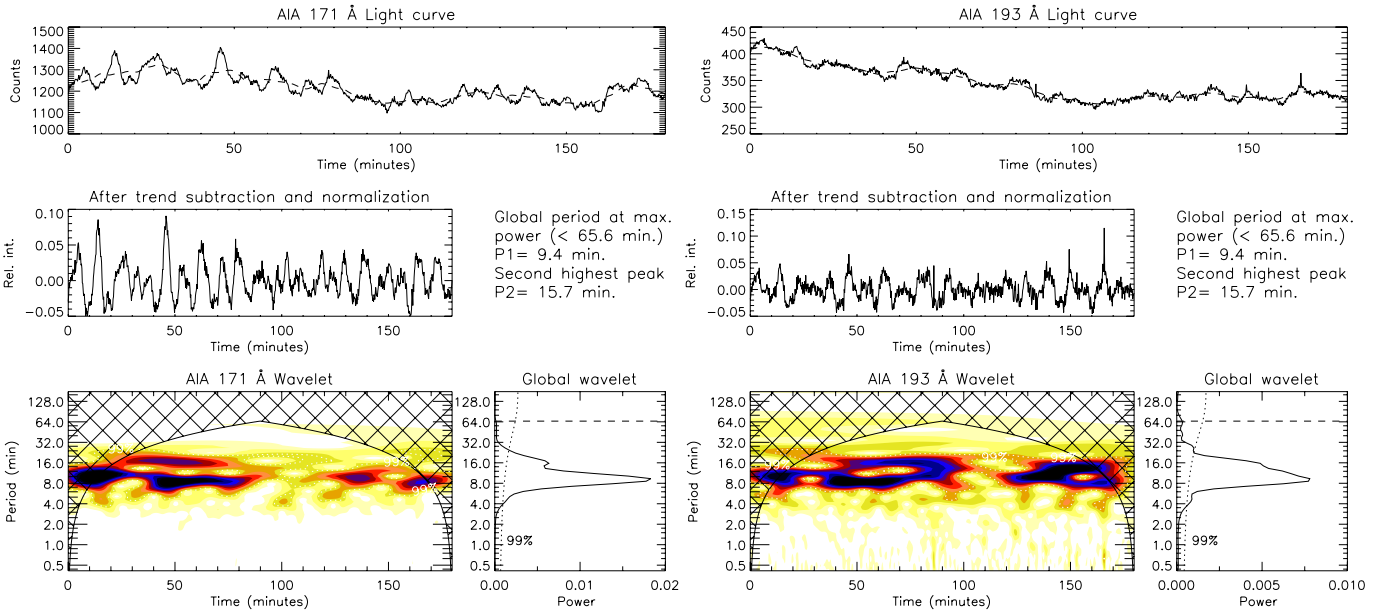 AIA 171 Å Light curve
1500
1400
1300
1200
1100
1000
Counts
0
50
100
150
Time (minutes)
After trend subtraction and normalization
0.10
0.05
0.00
-0.05
Rel. int.
0
50
100
150
Time (minutes)
Global period at max.
power (< 65.6 min.)
P1= 9.4 min.
Second highest peak
P2= 15.7 min.
AIA 171 Å Wavelet
128.0
64.0
32.0
16.0
8.0
4.0
2.0
1.0
0.5
Period (min)
99%
0
50
100
150
Time (minutes)
Global wavelet
128.0
64.0
32.0
16.0
8.0
4.0
2.0
1.0
0.5
99%
0.00
0.01
0.02
Power
AIA 193 Å Light curve
450
400
350
300
250
Counts
0
50
100
150
Time (minutes)
After trend subtraction and normalization
0.15
0.10
0.05
0.00
-0.05
Rel. int.
0
50
100
150
Time (minutes)
Global period at max.
power (< 65.6 min.)
P1= 9.4 min.
Second highest peak
P2= 15.7 min.
AIA 193 Å Wavelet
128.0
64.0
32.0
16.0
8.0
4.0
2.0
1.0
0.5
Period (min)
99%
99%
99%
0
50
100
150
Time (minutes)
Global wavelet
128.0
64.0
32.0
16.0
8.0
4.0
2.0
1.0
0.5
99%
0.000
0.005
0.010
Power